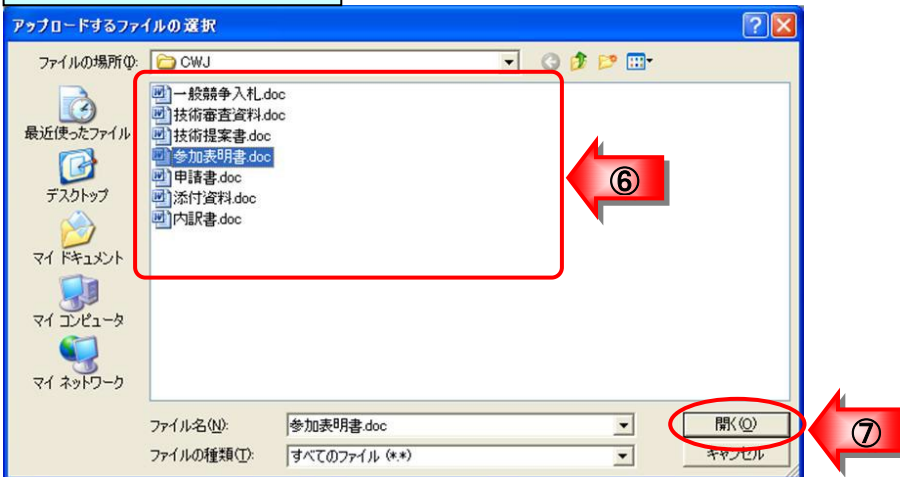 アップロードするファイルの選択
ファイルの場所(I): CWJ
一般競争入札.doc
技術審査資料.doc
技術提案書.doc
参加表明書.doc
申請書.doc
添付資料.doc
内訳書.doc
最近使ったファイル
デスクトップ
マイ ドキュメント
マイ コンピュータ
マイ ネットワーク
⑥
ファイル名(N): 参加表明書.doc 開く(O)
ファイルの種類(T): すべてのファイル (*.*) キャンセル
⑦